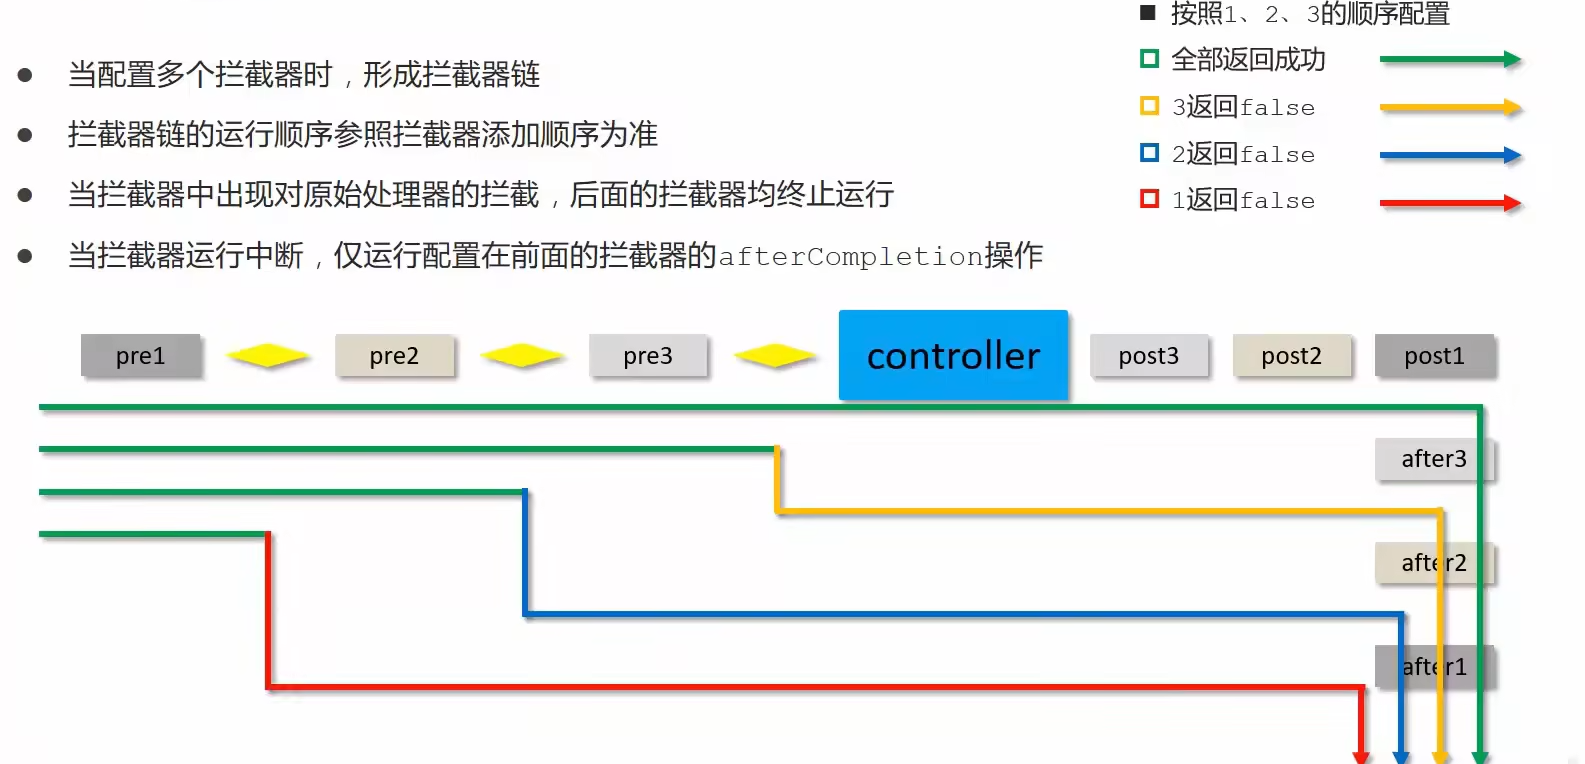 按照1、2、3的顺序配置
全部返回成功
3返回false
2返回false
1返回false
当配置多个拦截器时，形成拦截器链
拦截器链的运行顺序参照拦截器添加顺序为准
当拦截器中出现对原始处理器的拦截，后面的拦截器均终止运行
当拦截器运行中断，仅运行配置在前面的拦截器的afterCompletion操作
pre1 pre2 pre3 controller post3 post2 post1
after3
after2
after1